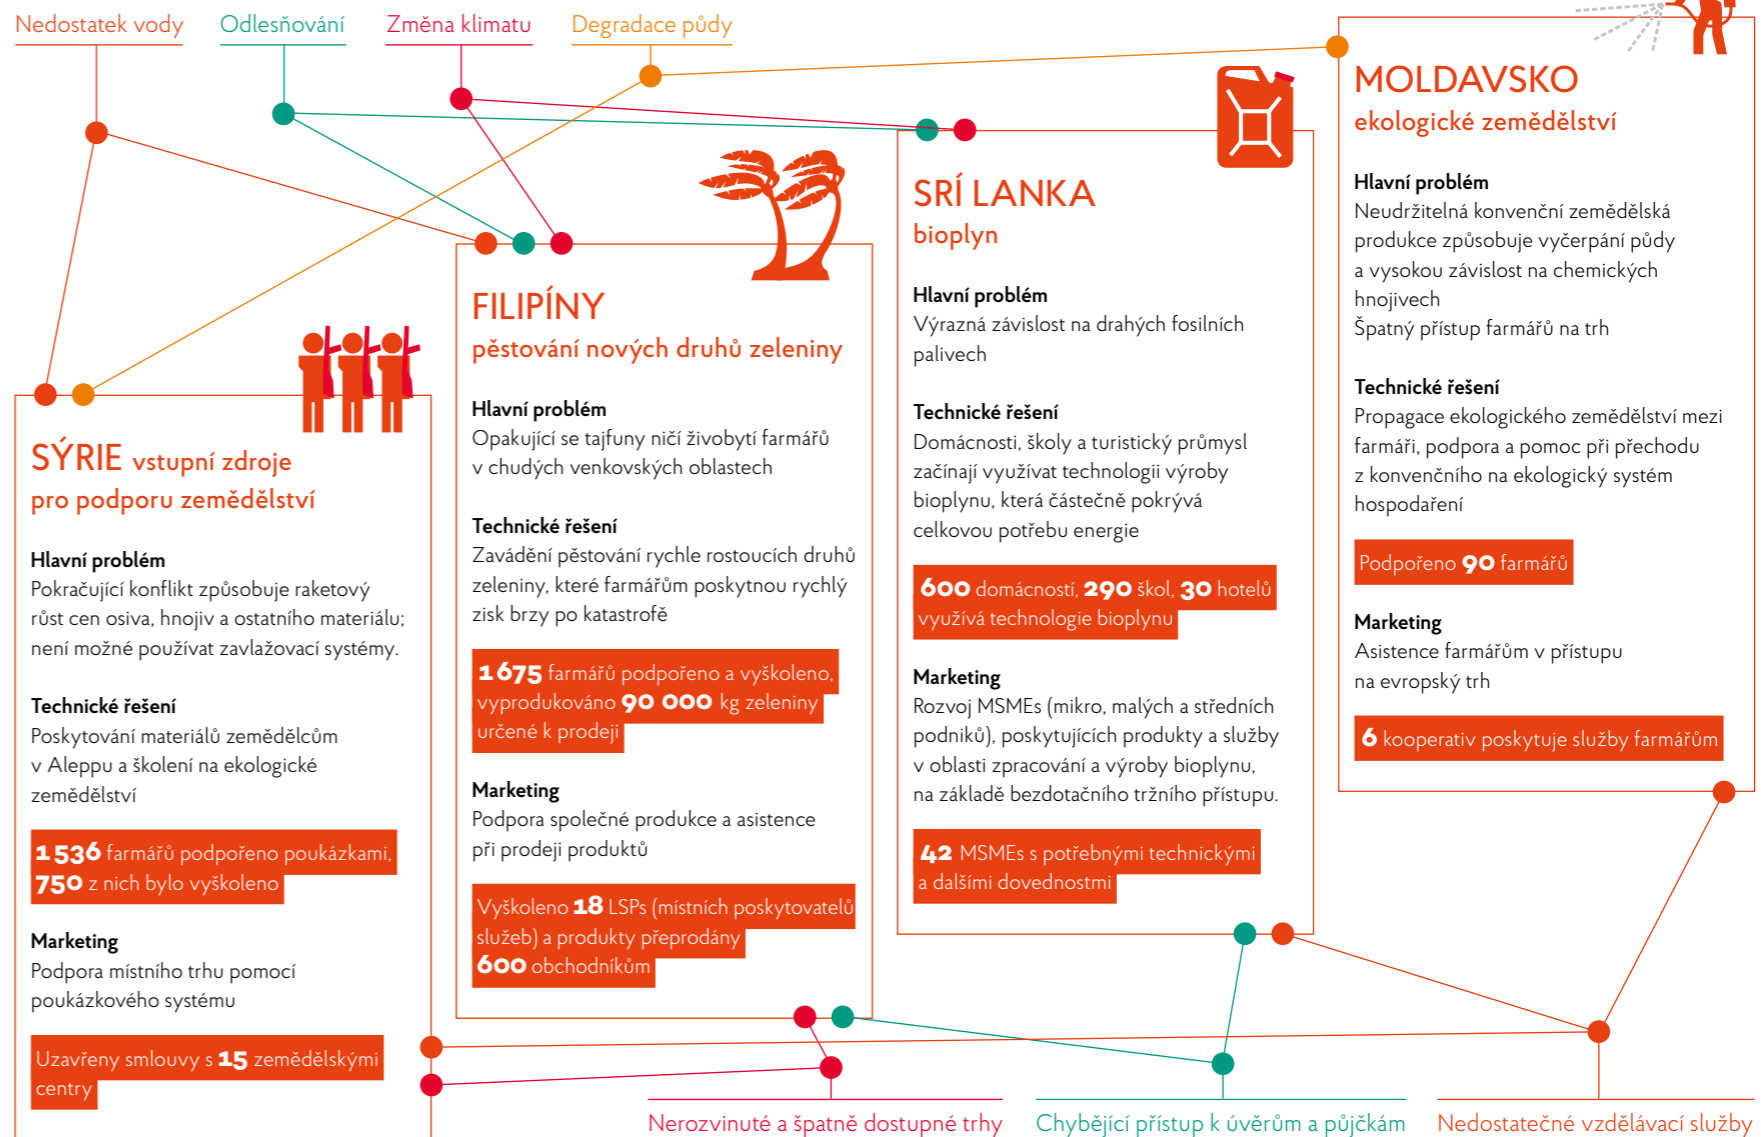 Nedostatek vody
Odlesňování
Změna klimatu
Degradace půdy
SÝRIE vstupní zdroje
pro podporu zemědělství
Hlavní problém
Pokračující konflikt způsobuje raketový
růst cen osiva, hnojiv a ostatního materiálu;
není možné používat zavlažovací systémy.
Technické řešení
Poskytování materiálů zemědělcům
v Aleppu a školení na ekologické
zemědělství
1 536 farmářů podpořeno poukázkami,
750 z nich bylo vyškoleno
Marketing
Podpora místního trhu pomocí
poukázkového systému
Uzavřeny smlouvy s 15 zemědělskými
centry
FILIPÍNY
pěstování nových druhů zeleniny
Hlavní problém
Opakující se tajfuny ničí živobytí farmářů
v chudých venkovských oblastech
Technické řešení
Zavádění pěstování rychle rostoucích druhů
zeleniny, které farmářům poskytnou rychlý
zisk brzy po katastrofě
1 675 farmářů podpořeno a vyškoleno,
vyprodukováno 90 000 kg zeleniny
určené k prodeji
Marketing
Podpora společné produkce a asistence
při prodeji produktů
Vyškoleno 18 LSPs (místních poskytovatelů
služeb) a produkty přeprodány
600 obchodníkům
SRÍ LANKA
bioplyn
Hlavní problém
Výrazná závislost na drahých fosilních
palivech
Technické řešení
Domácnosti, školy a turistický průmysl
začínají využívat technologii výroby
bioplynu, která částečně pokrývá
celkovou potřebu energie
600 domácností, 290 škol, 30 hotelů
využívá technologie bioplynu
Marketing
Rozvoj MSMEs (mikro, malých a středních
podniků), poskytujících produkty a služby
v oblasti zpracování a výroby bioplynu,
na základě bezdotačního tržního přístupu.
42 MSMEs s potřebnými technickými
a dalšími dovednostmi
MOLDAVSKO
ekologické zemědělství
Hlavní problém
Neudržitelná konvenční zemědělská
produkce způsobuje vyčerpání půdy
a vysokou závislost na chemických
hnojivech
Špatný přístup farmářů na trh
Technické řešení
Propagace ekologického zemědělství mezi
farmáři, podpora a pomoc při přechodu
z konvenčního na ekologický systém
hospodaření
Podpořeno 90 farmářů
Marketing
Asistence farmářům v přístupu
na evropský trh
6 kooperativ poskytuje služby farmářům
Nerozvinuté a špatně dostupné trhy
Chybějící přístup k úvěrům a půjčkám
Nedostatečné vzdělávací služby